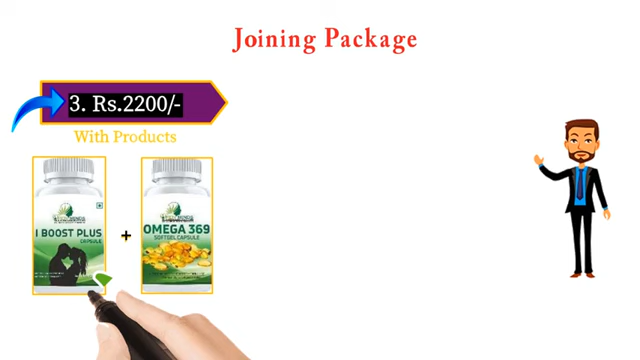 Joining Package
3. Rs.2200/-
With Products
I BOOST PLUS
CAPSULE
+
OMEGA 369
SOFTGEL CAPSULE